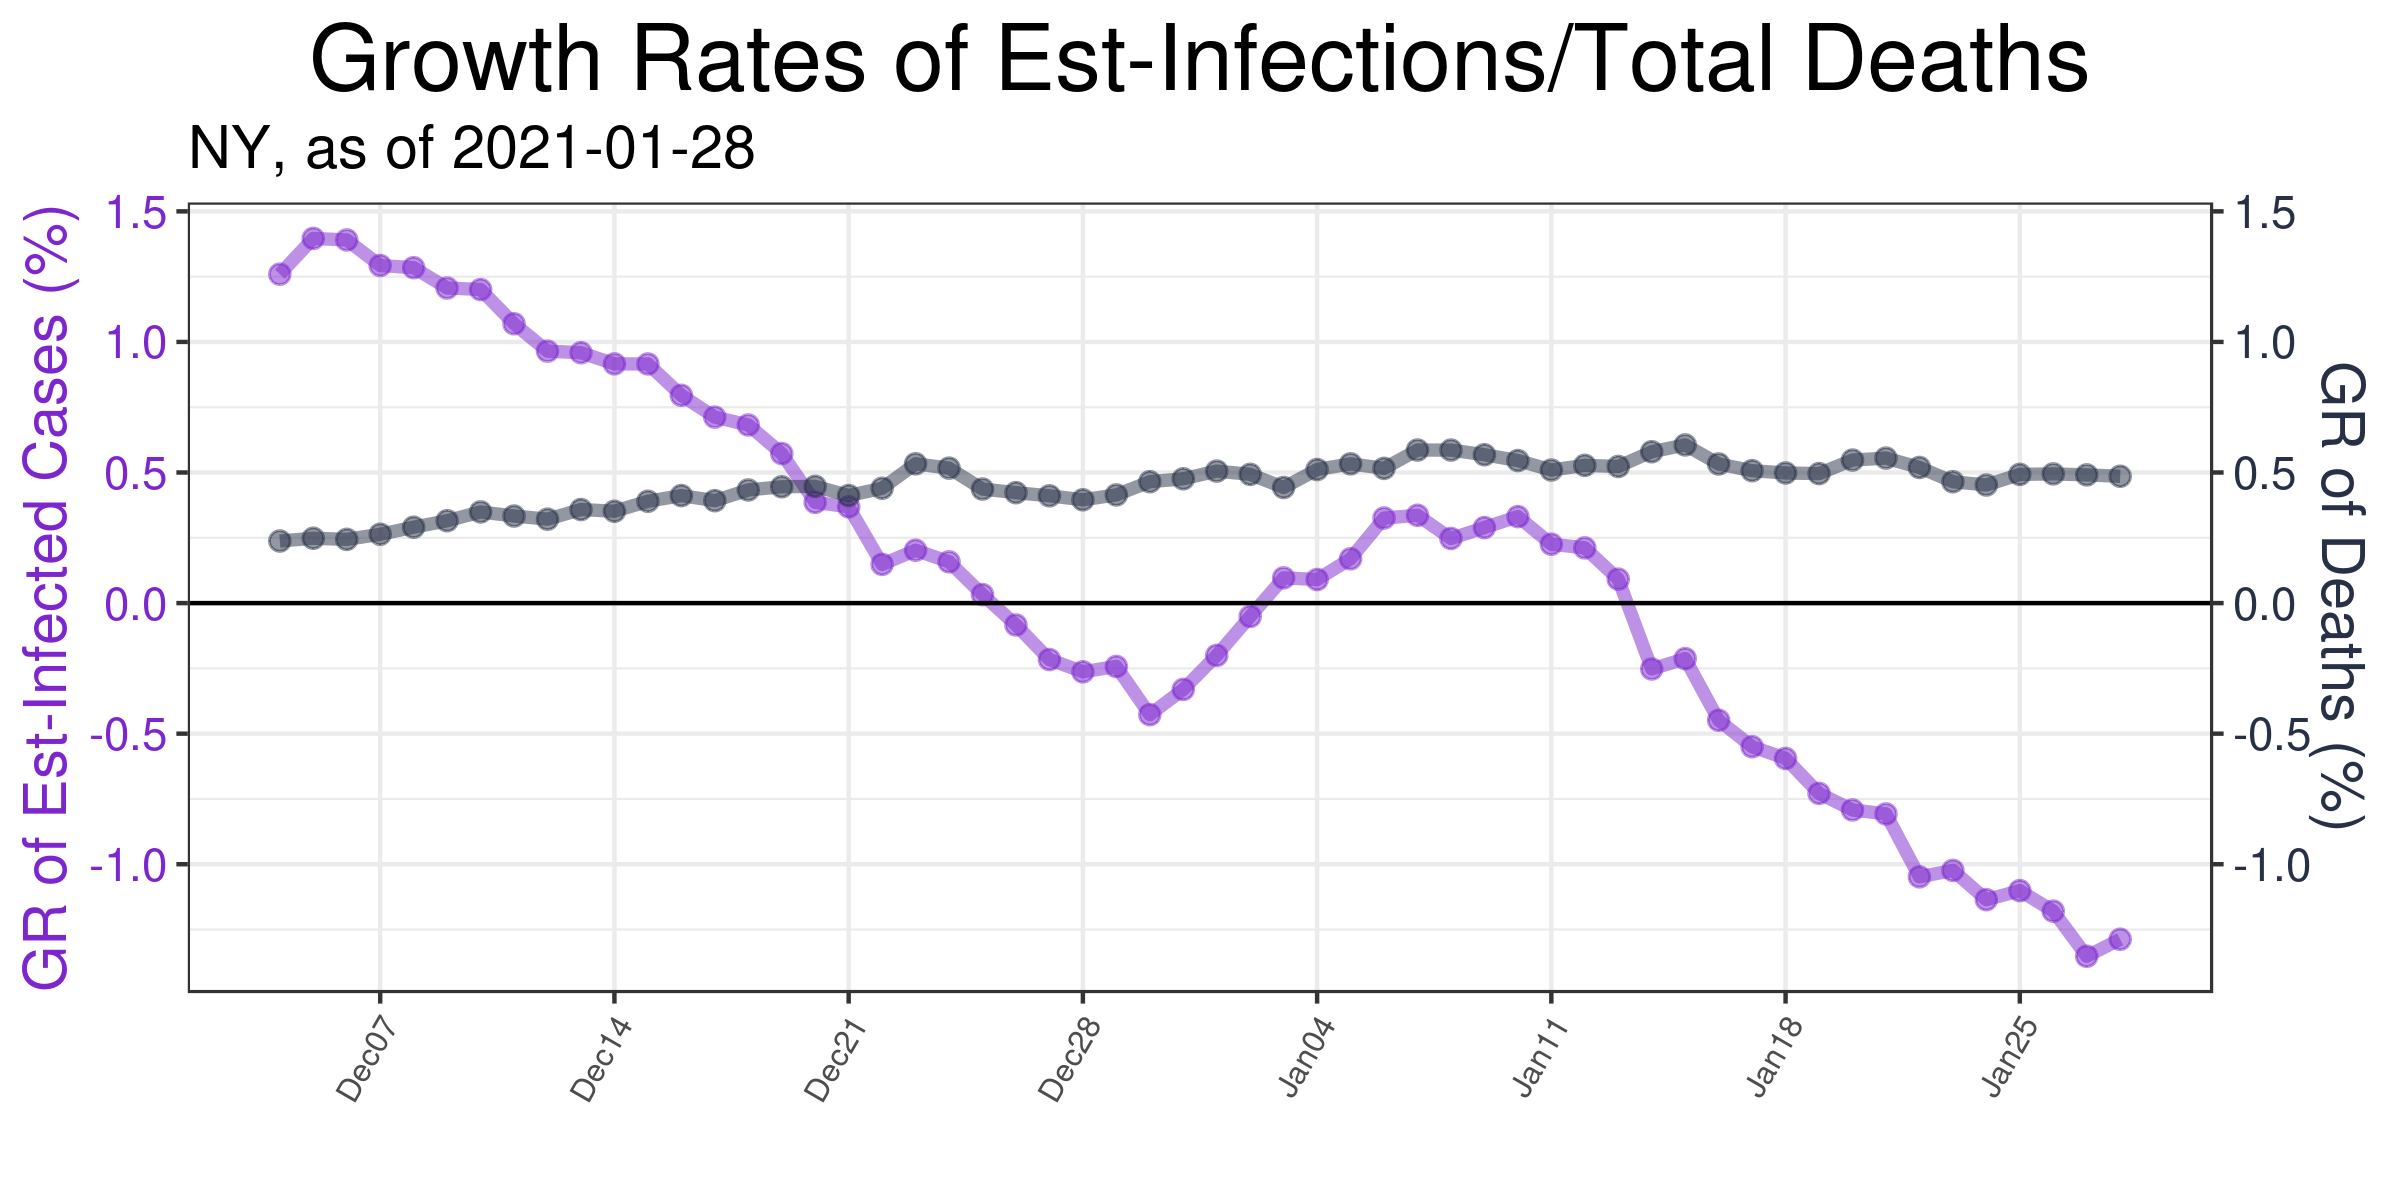 Growth Rates of Est-Infections/Total Deaths
NY, as of 2021-01-28
GR of Est-Infected Cases (%)
1.5
1.0
0.5
0.0
-0.5
-1.0
1.5
1.0
0.5
0.0
-0.5
-1.0
GR of Deaths (%)
Dec07
Dec14
Dec21
Dec28
Jan04
Jan11
Jan18
Jan25